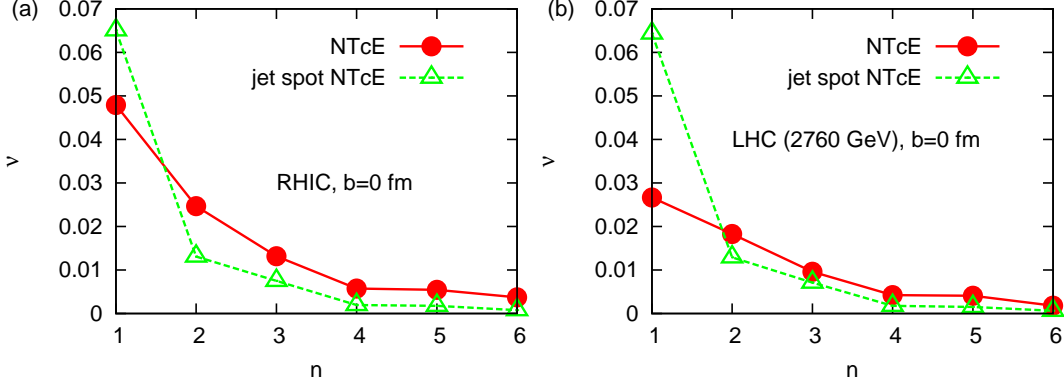 (a)
0.07
0.06
0.05
0.04
0.03
0.02
0.01
0
ν
NTcE
jet spot NTcE
RHIC, b=0 fm
1 2 3 4 5 6
n
(b)
0.07
0.06
0.05
0.04
0.03
0.02
0.01
0
ν
NTcE
jet spot NTcE
LHC (2760 GeV), b=0 fm
1 2 3 4 5 6
n